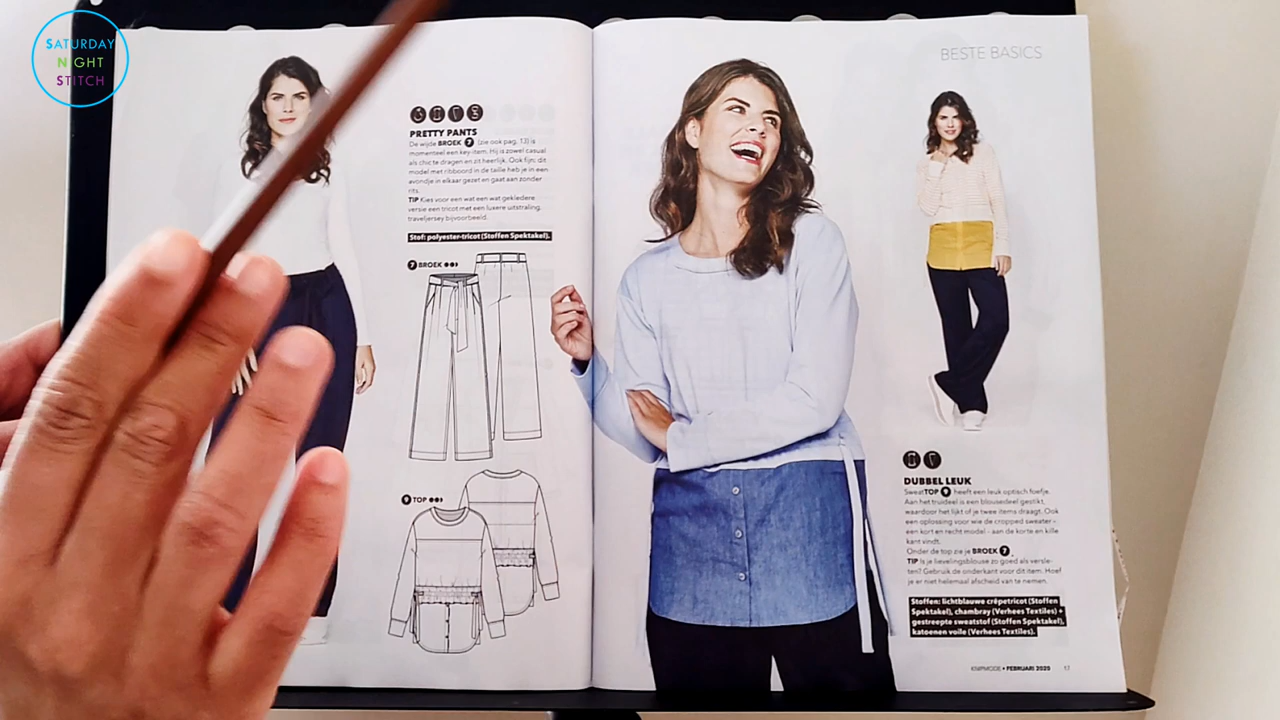 SATURDAY
NIGHT
STITCH
PRETTY PANTS
De wijde BROEK 7 (zie ook pag. 13) is
momenteel een key-item. Hij is zowel casual
als chic te dragen en zit heerlijk. Ook fijn: dit
model met ribboord in de taille heb je in een
avondje in elkaar gezet en gaat aan zonder
rits.
TIP Kies voor een wat een wat gekledere
versie een tricot met een luxere uitstraling,
traveljersey bijvoorbeeld.
Stof: polyester-tricot (Stoffen Spektakel).
7 BROEK
9 TOP
BESTE BASICS
DUBBEL LEUK
SweatTOP 9 heeft een leuk optisch foefje.
Aan het truideel is een blousedeel gestikt,
waardoor het lijkt of je twee items draagt. Ook
een oplossing voor wie de cropped sweater –
een kort en recht model – aan de korte en kille
kant vindt.
Onder de top zie je BROEK 7.
TIP Is je lievelingsblouse zo goed als versle-
ten? Gebruik de onderkant voor dit item. Hoef
je er niet helemaal afscheid van te nemen.
Stoffen: lichtblauwe crêpetricot (Stoffen
Spektakel), chambray (Verhees Textiles) +
gestreepte sweatstof (Stoffen Spektakel),
katoenen voile (Verhees Textiles).
KNIPMODE • FEBRUARI 2025 17